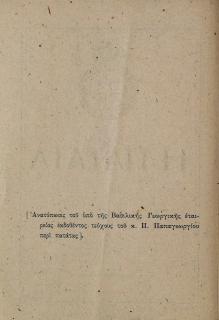 [Ἀνατύπωσις τοῦ ὑπὸ τῆς Βασιλικῆς Γεωργικῆς ἑται-
ρείας ἐκδοθέντος τεύχους τοῦ κ. Π. Παπαγεωργίου
περὶ πατάτας].